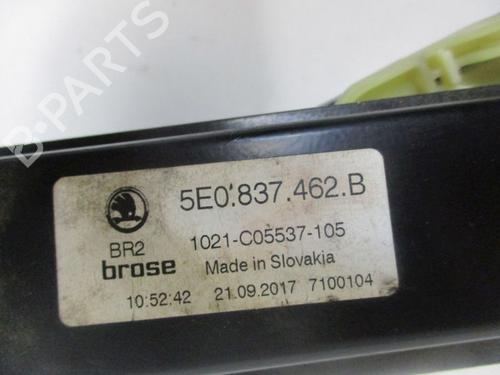 B-PARTS
5E0.837.462.B
BR2
1021-C05537-105
brose
Made in Slovakia
10:52:42 21.09.2017 7100104